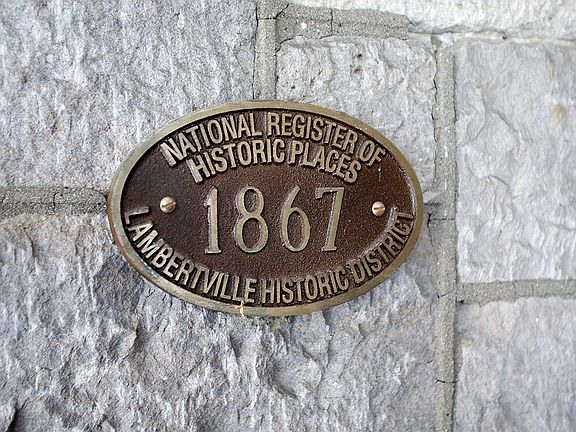 NATIONAL REGISTER OF
HISTORIC PLACES
1867
LAMBERTVILLE HISTORIC DISTRICT